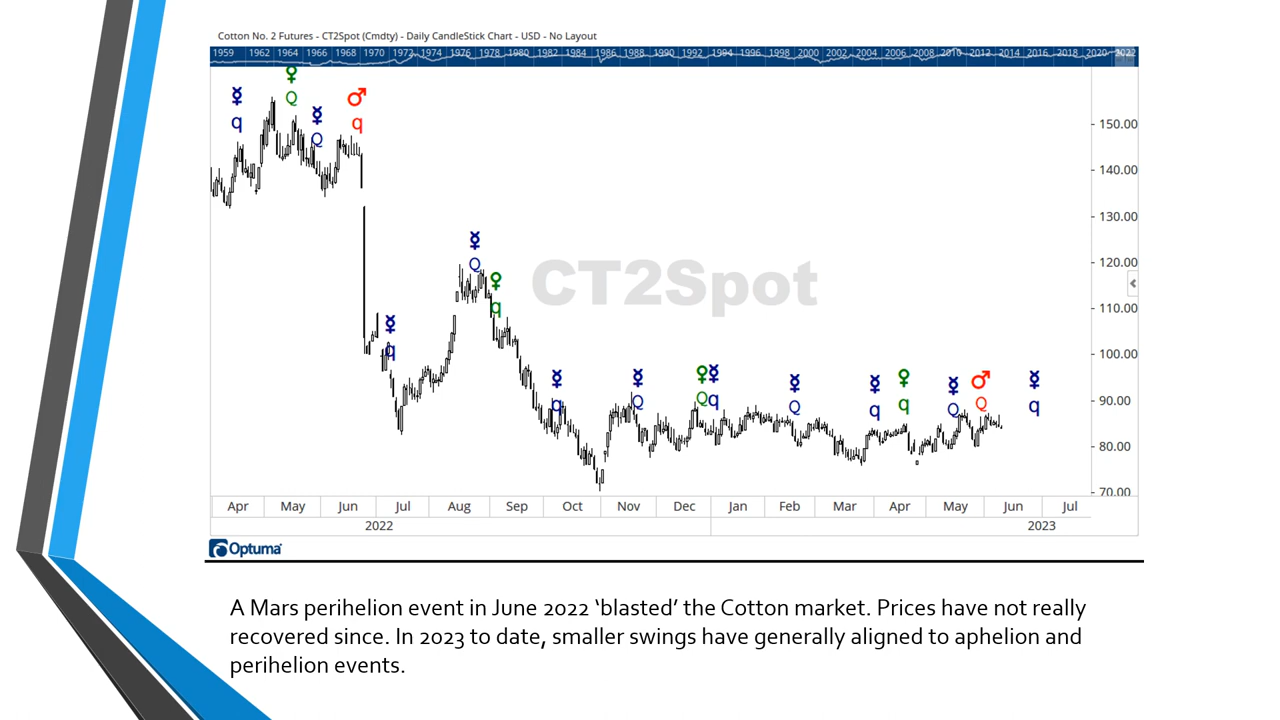 Cotton No. 2 Futures - CT2Spot (Cmdty) - Daily CandleStick Chart - USD - No Layout
1959 1962 1964 1966 1968 1970 1972 1974 1976 1978 1980 1982 1984 1986 1988 1990 1992 1994 1996 1998 2000 2002 2004 2006 2008 2010 2012 2014 2016 2018 2020 2022
☿ ♀ ☿ ♂
q Q Q q
150.00
140.00
130.00
☿ ♀
Q q
120.00
CT2Spot
110.00
☿
q
100.00
☿ ☿ ♀ ☿ ☿ ☿ ♀ ☿ ♂ ☿
q Q Q q Q q q Q Q q
90.00
80.00
70.00
Apr May Jun Jul Aug Sep Oct Nov Dec Jan Feb Mar Apr May Jun Jul
2022 2023
Optuma
A Mars perihelion event in June 2022 ‘blasted’ the Cotton market. Prices have not really
recovered since. In 2023 to date, smaller swings have generally aligned to aphelion and
perihelion events.